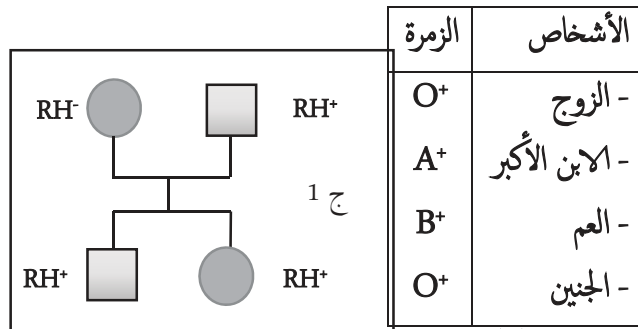 الأشخاص الزمرة
- الزوج O⁺
- الابن الأكبر A⁺
- العم B⁺
- الجنين O⁺
RH⁻ RH⁺
ج 1
RH⁺ RH⁺